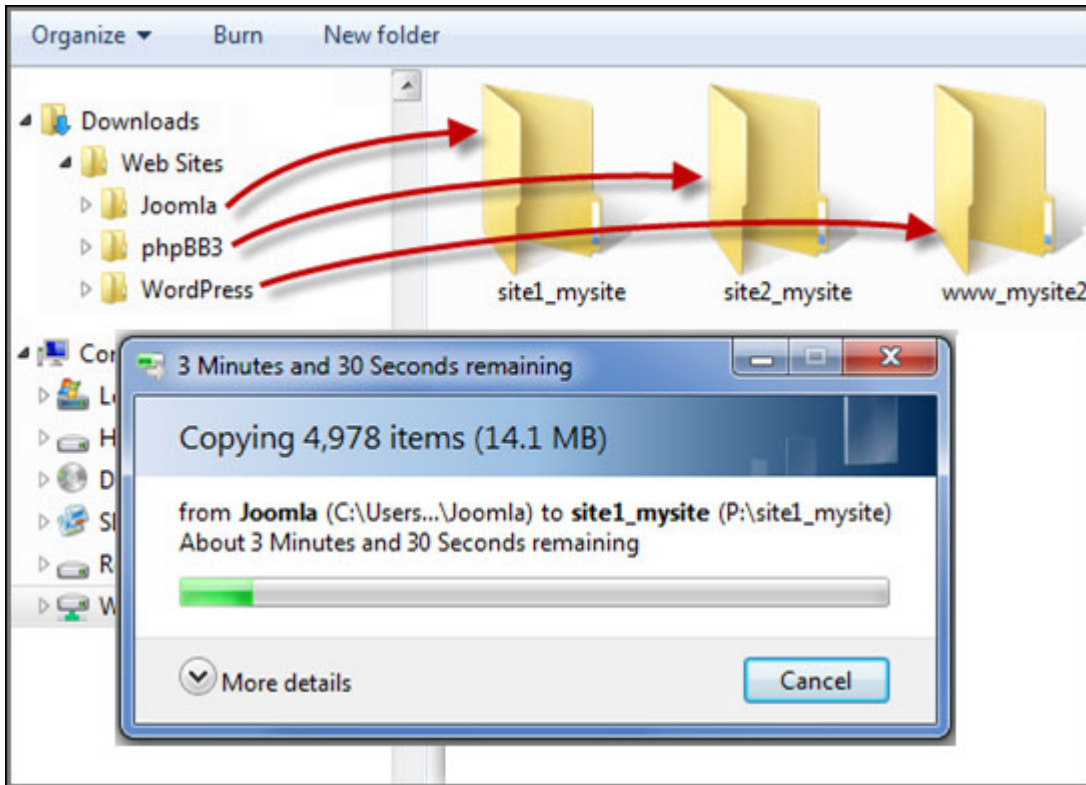 Organize Burn New folder
Downloads
Web Sites
Joomla
phpBB3
WordPress
site1_mysite site2_mysite www_mysite2
3 Minutes and 30 Seconds remaining
Copying 4,978 items (14.1 MB)
from Joomla (C:\Users...\Joomla) to site1_mysite (P:\site1_mysite)
About 3 Minutes and 30 Seconds remaining
More details
Cancel